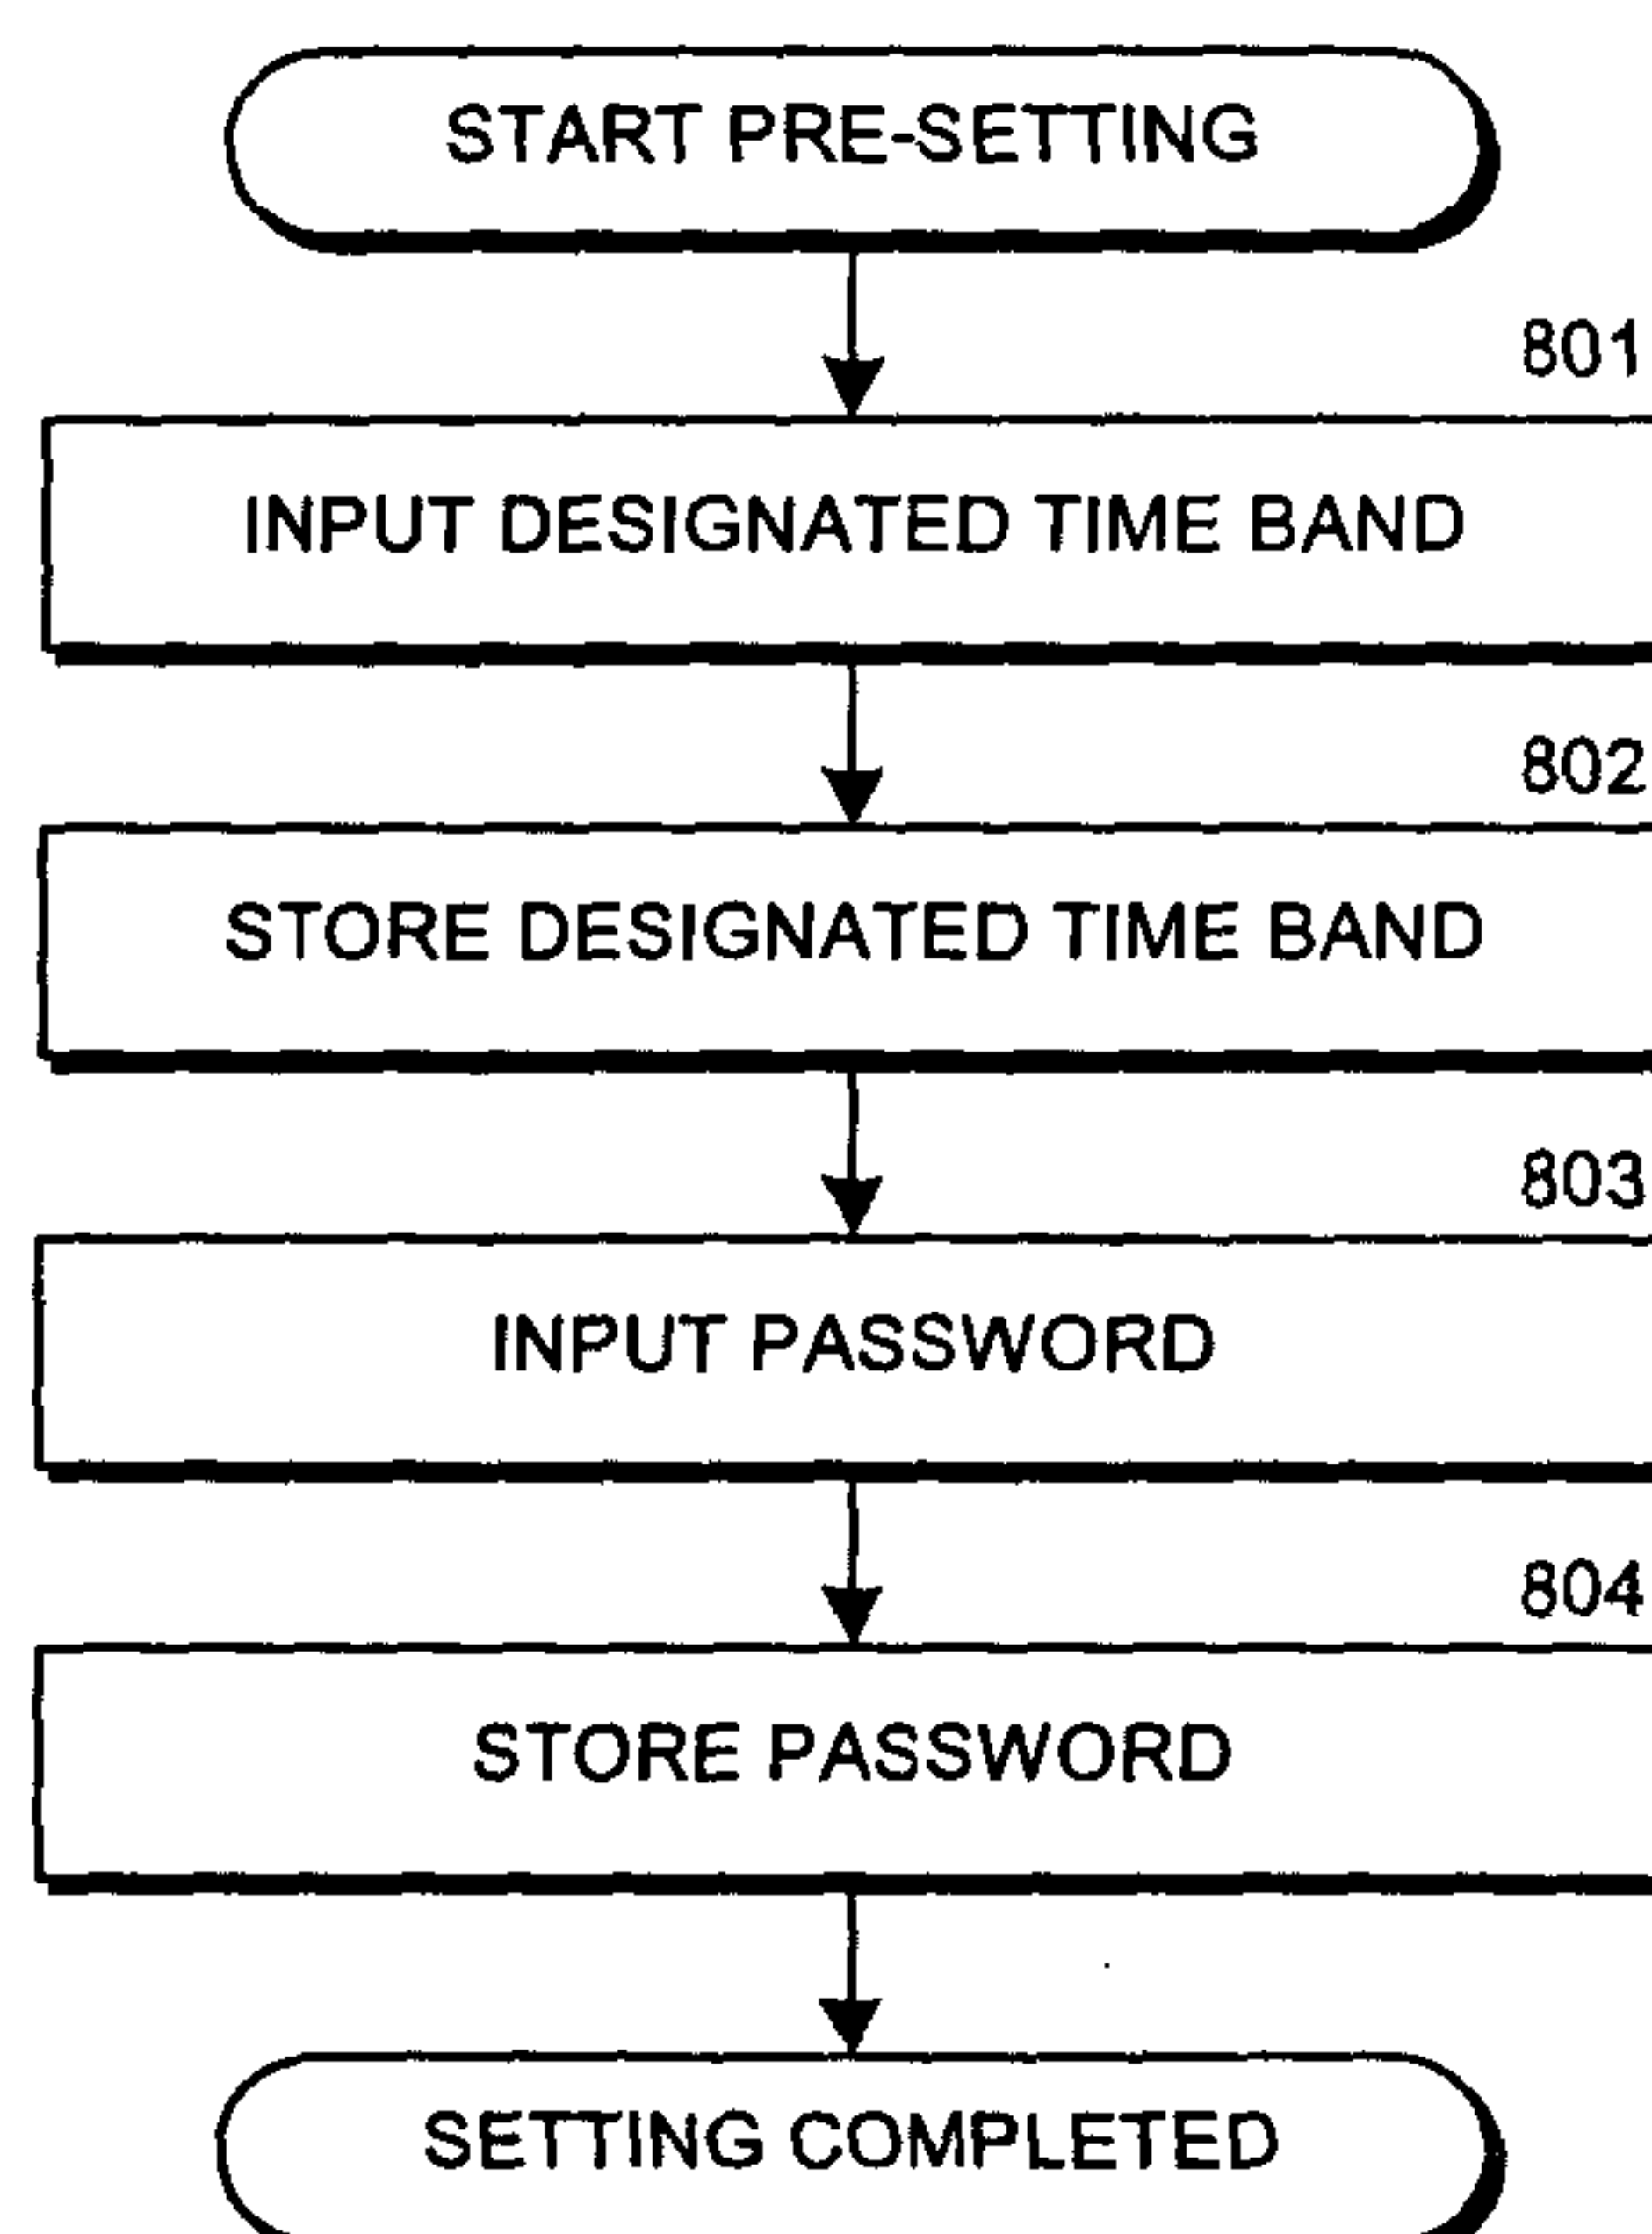 START PRE-SETTING
801
INPUT DESIGNATED TIME BAND
802
STORE DESIGNATED TIME BAND
803
INPUT PASSWORD
804
STORE PASSWORD
SETTING COMPLETED